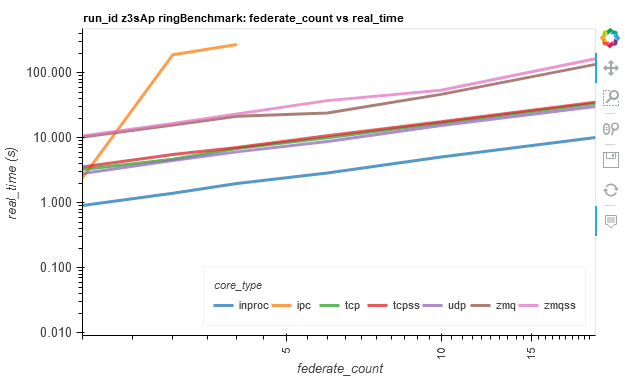 run_id z3sAp ringBenchmark: federate_count vs real_time
100.000
10.000
1.000
0.100
0.010
real_time (s)
core_type
inproc ipc tcp tcpss udp zmq zmqss
5 10 15
federate_count